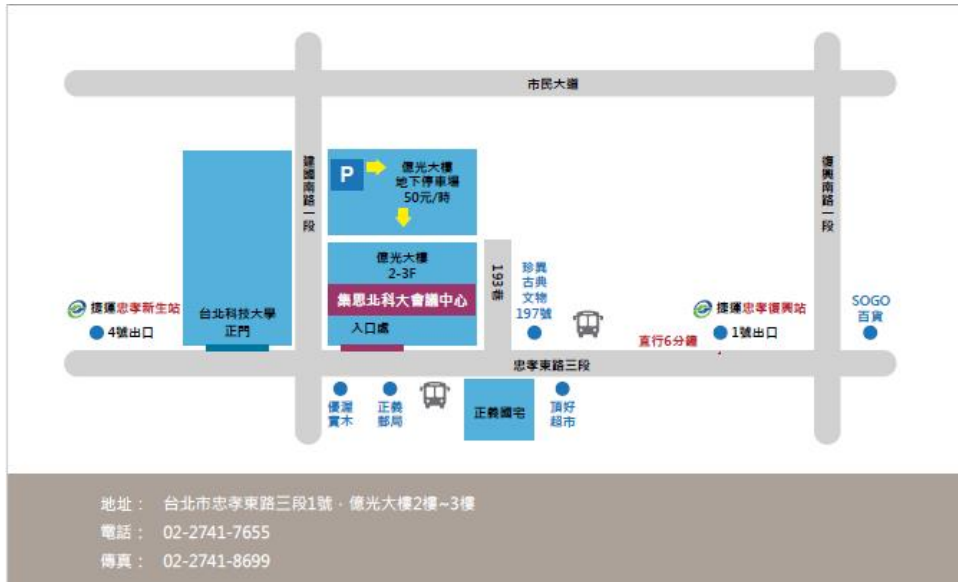 市民大道
建國南路一段
復興南路一段
P
億光大樓
地下停車場
50元/時
億光大樓
2-3F
集思北科大會議中心
入口處
193巷
珍異
古典
文物
197號
捷運忠孝新生站
4號出口
台北科技大學
正門
捷運忠孝復興站
1號出口
直行6分鐘
SOGO
百貨
忠孝東路三段
優渥
實木
正義
郵局
正義國宅
頂好
超市
地址： 台北市忠孝東路三段1號．億光大樓2樓~3樓
電話： 02-2741-7655
傳真： 02-2741-8699